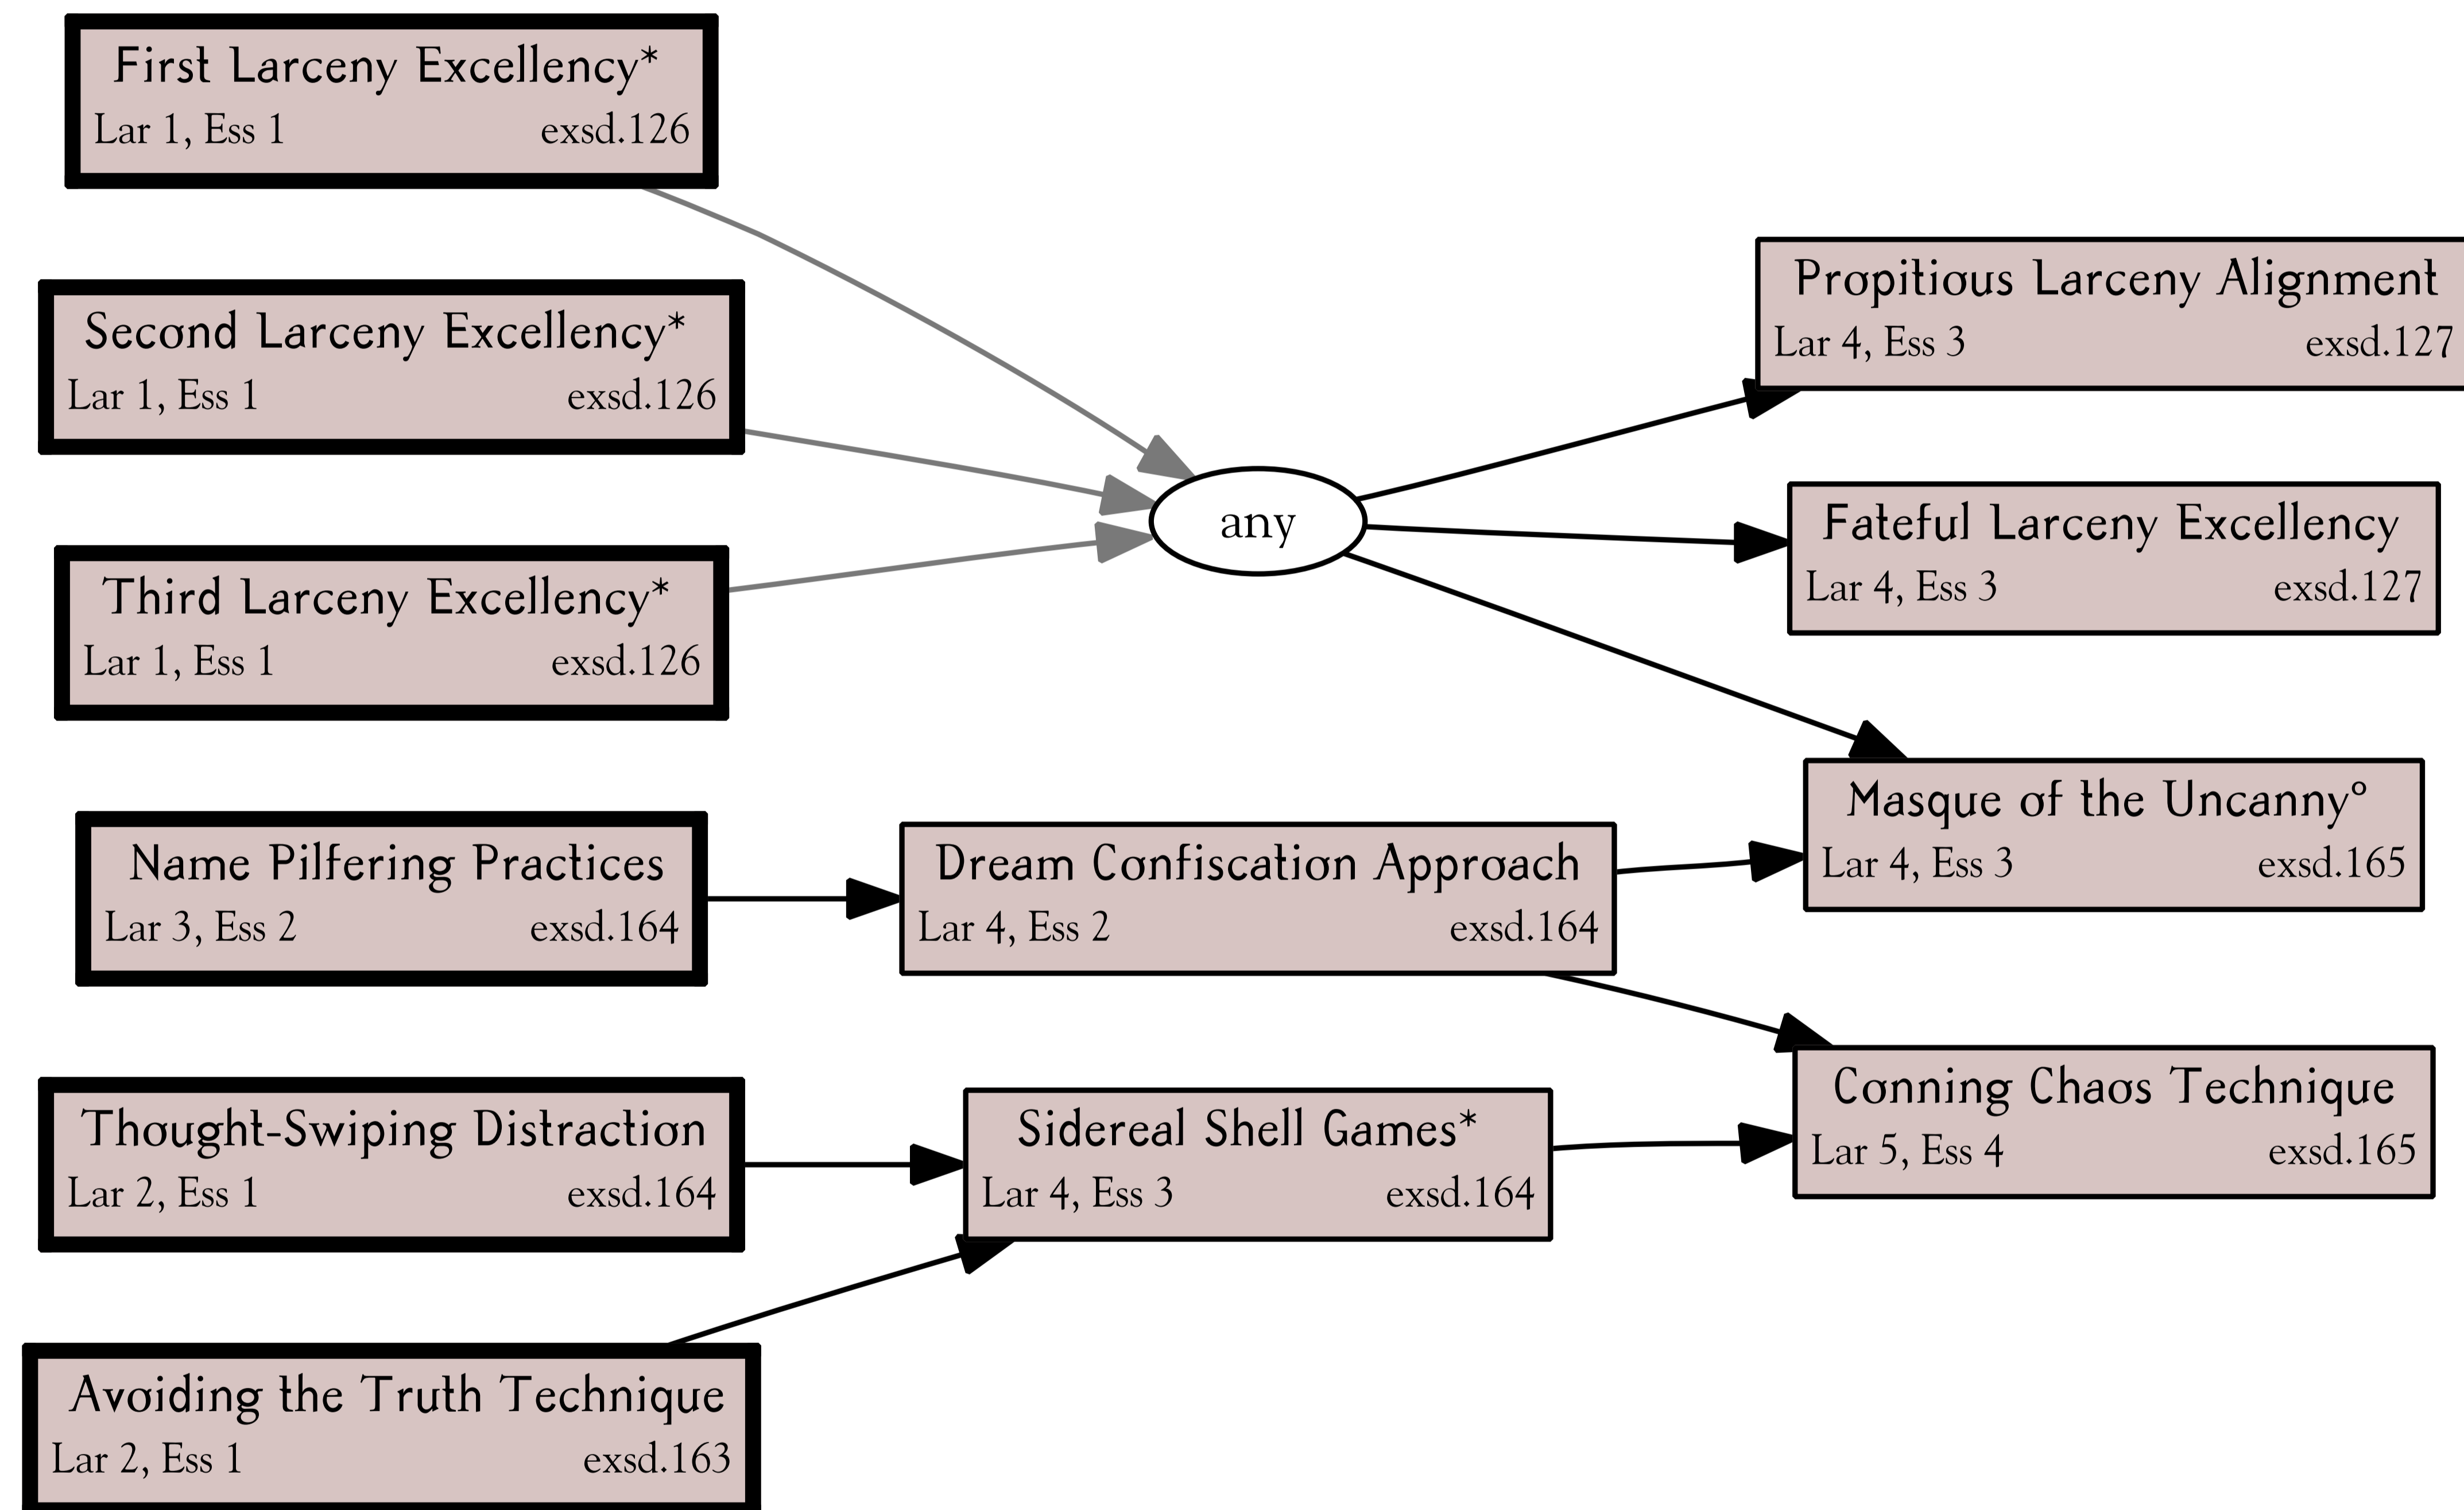 First Larceny Excellency*
Lar 1, Ess 1 exsd.126
Second Larceny Excellency*
Lar 1, Ess 1 exsd.126
Third Larceny Excellency*
Lar 1, Ess 1 exsd.126
Name Pilfering Practices
Lar 3, Ess 2 exsd.164
Thought-Swiping Distraction
Lar 2, Ess 1 exsd.164
Avoiding the Truth Technique
Lar 2, Ess 1 exsd.163
any
Dream Confiscation Approach
Lar 4, Ess 2 exsd.164
Sidereal Shell Games*
Lar 4, Ess 3 exsd.164
Propitious Larceny Alignment
Lar 4, Ess 3 exsd.127
Fateful Larceny Excellency
Lar 4, Ess 3 exsd.127
Masque of the Uncanny°
Lar 4, Ess 3 exsd.165
Conning Chaos Technique
Lar 5, Ess 4 exsd.165